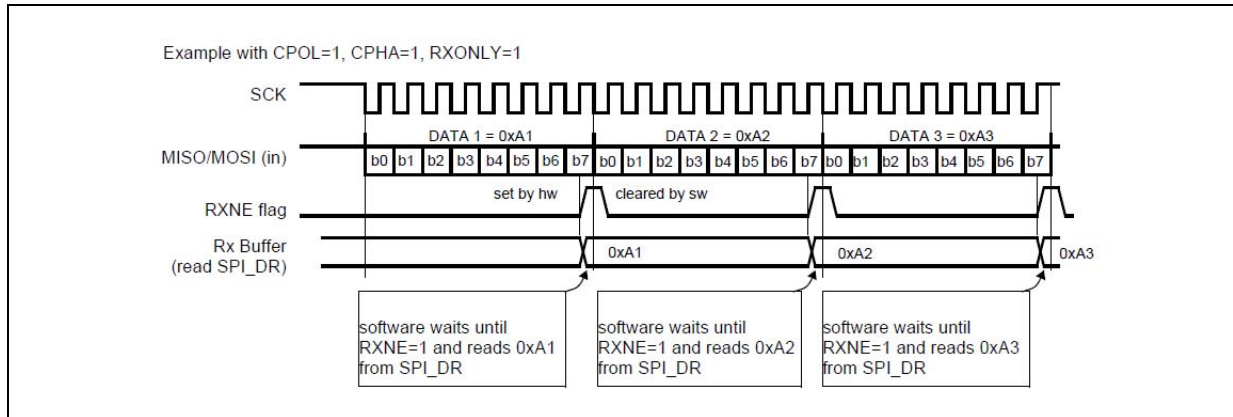 Example with CPOL=1, CPHA=1, RXONLY=1
SCK
DATA 1 = 0xA1 DATA 2 = 0xA2 DATA 3 = 0xA3
MISO/MOSI (in) b0 b1 b2 b3 b4 b5 b6 b7 b0 b1 b2 b3 b4 b5 b6 b7 b0 b1 b2 b3 b4 b5 b6 b7
set by hw cleared by sw
RXNE flag
Rx Buffer
(read SPI_DR)
0xA1 0xA2 0xA3
software waits until
RXNE=1 and reads 0xA1
from SPI_DR
software waits until
RXNE=1 and reads 0xA2
from SPI_DR
software waits until
RXNE=1 and reads 0xA3
from SPI_DR